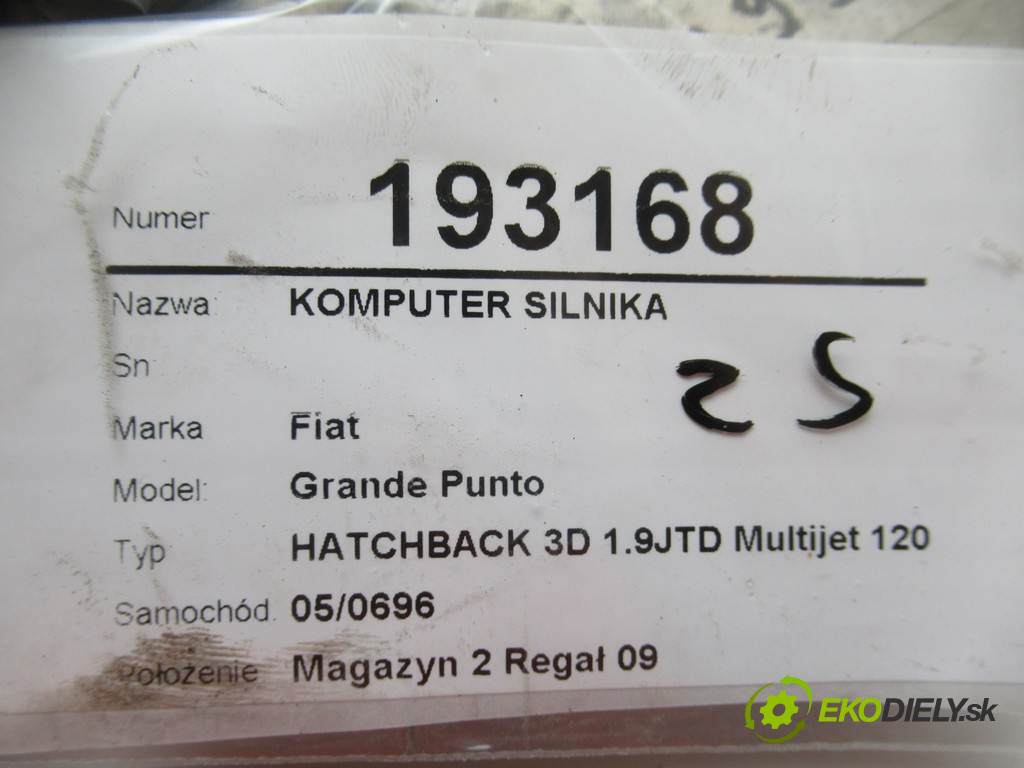 Numer 193168
Nazwa KOMPUTER SILNIKA
Sn
25
Marka Fiat
Model: Grande Punto
Typ HATCHBACK 3D 1.9JTD Multijet 120
Samochód. 05/0696
Położenie Magazyn 2 Regał 09
EKODIELY.sk